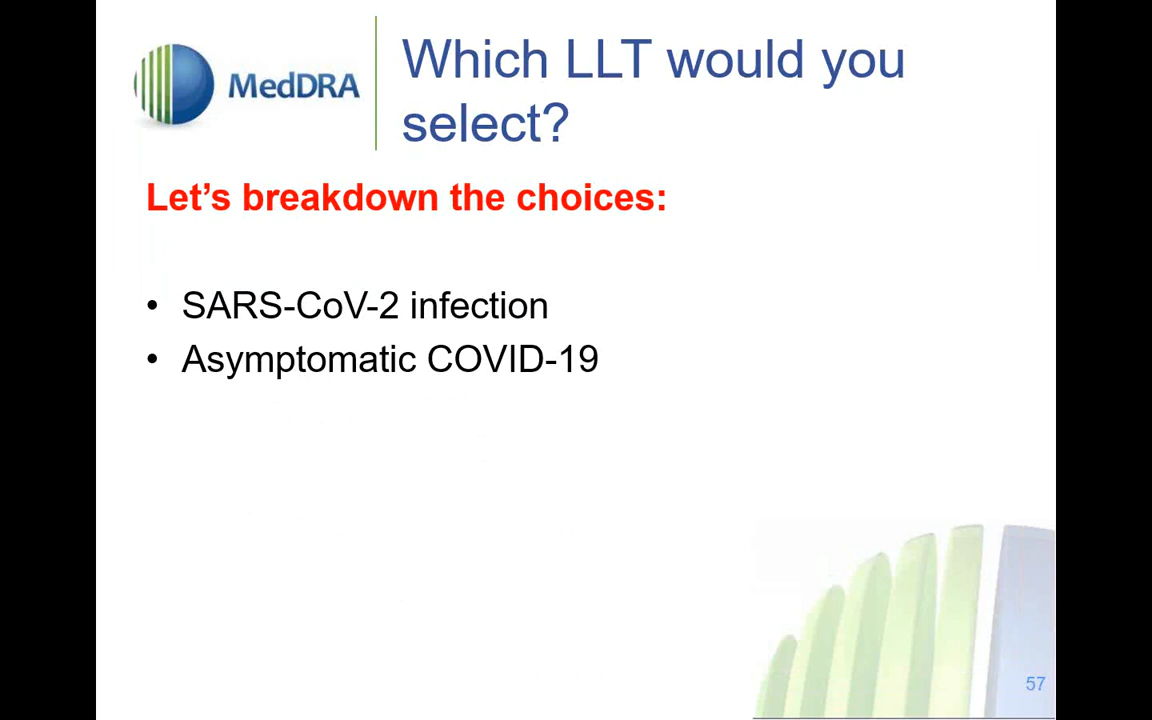 MedDRA
Which LLT would you
select?
Let's breakdown the choices:
• SARS-CoV-2 infection
• Asymptomatic COVID-19
57